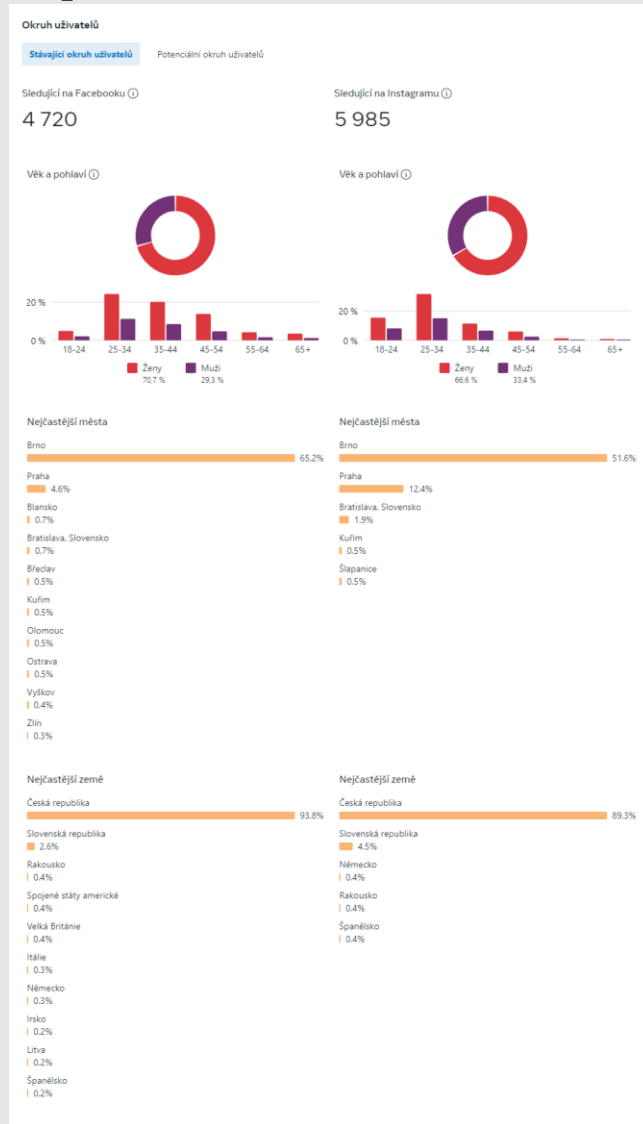 Okruh uživatelů
Stávající okruh uživatelů Potenciální okruh uživatelů
Sledující na Facebooku
4 720
Sledující na Instagramu
5 985
Věk a pohlaví
20 %
0 %
18-24 25-34 35-44 45-54 55-64 65+
Ženy Muži
70,7 % 29,3 %
Věk a pohlaví
20 %
0 %
18-24 25-34 35-44 45-54 55-64 65+
Ženy Muži
66,6 % 33,4 %
Nejčastější města
Brno
65.2%
Praha
4.6%
Blansko
0.7%
Bratislava, Slovensko
0.7%
Břeclav
0.5%
Kuřim
0.5%
Olomouc
0.5%
Ostrava
0.5%
Vyškov
0.4%
Zlín
0.3%
Nejčastější města
Brno
51.6%
Praha
12.4%
Bratislava, Slovensko
1.9%
Kuřim
0.5%
Šlapanice
0.5%
Nejčastější země
Česká republika
93.8%
Slovenská republika
2.6%
Rakousko
0.4%
Spojené státy americké
0.4%
Velká Británie
0.4%
Itálie
0.3%
Německo
0.3%
Irsko
0.2%
Litva
0.2%
Španělsko
0.2%
Nejčastější země
Česká republika
89.3%
Slovenská republika
4.5%
Německo
0.4%
Rakousko
0.4%
Španělsko
0.4%